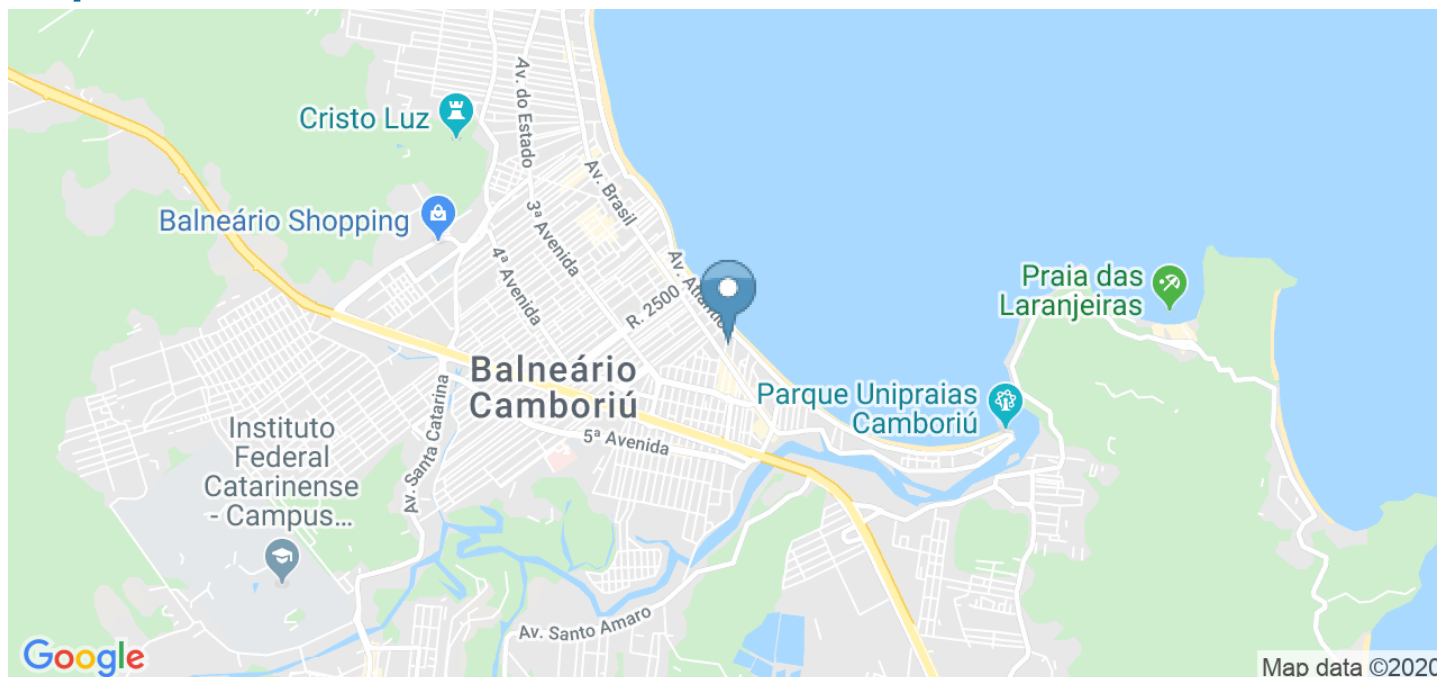 Av. do Estado
Cristo Luz
Av. Brasil
Balneário Shopping
3ª Avenida
4ª Avenida
R. 2500
Praia das
Laranjeiras
Balneário
Camboriú
Parque Unipraias
Camboriú
5ª Avenida
Av. Santa Catarina
Instituto
Federal
Catarinense
- Campus...
Av. Santo Amaro
Google
Map data ©2020